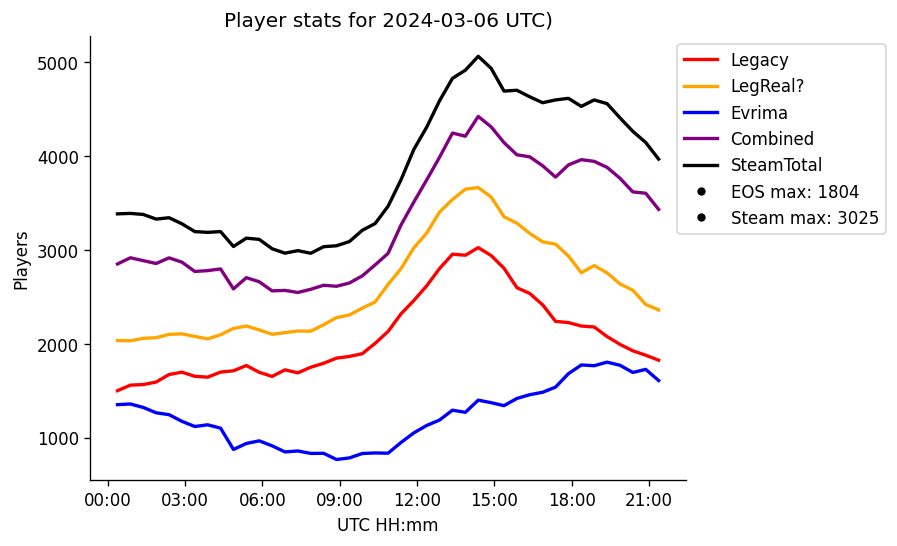 Player stats for 2024-03-06 UTC)
Legacy
LegReal?
Evrima
Combined
SteamTotal
EOS max: 1804
Steam max: 3025
Players
5000
4000
3000
2000
1000
00:00 03:00 06:00 09:00 12:00 15:00 18:00 21:00
UTC HH:mm